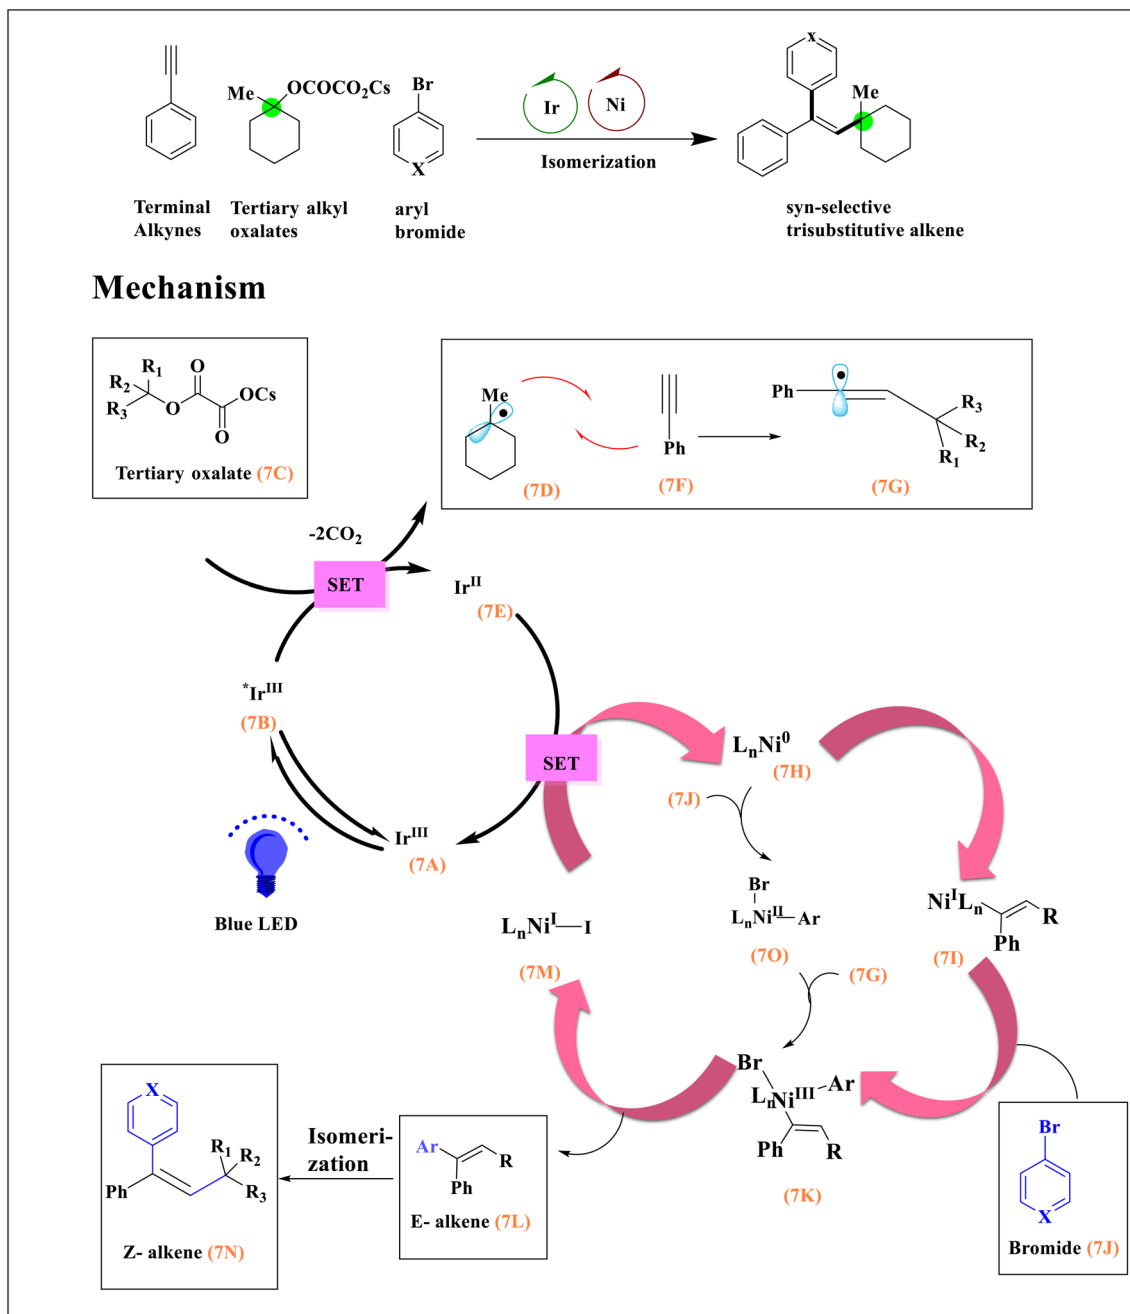 Br
OCOCO2Cs
Me
X
Ir
Ni
Isomerization
x
Me
Terminal
Alkynes
Tertiary alkyl
oxalates
aryl
bromide
syn-selective
trisubstitutive alkene
Mechanism
R1
R2
R3
O
O
O
OCs
Tertiary oxalate (7C)
Me
(7D)
Ph
(7F)
Ph
R3
R2
R1
(7G)
-2CO2
SET
IrII
(7E)
*IrIII
(7B)
SET
LnNi0
(7H)
(7J)
IrIII
(7A)
Blue LED
Br
LnNiII—Ar
(7O)
(7G)
NiILn
R
Ph
(7I)
LnNiI—I
(7M)
Br
LnNiIII
Ar
Ph
R
(7K)
X
R1
R2
R3
Ph
Z- alkene (7N)
Isomeri-
zation
Ar
R
Ph
E- alkene (7L)
Br
X
Bromide (7J)